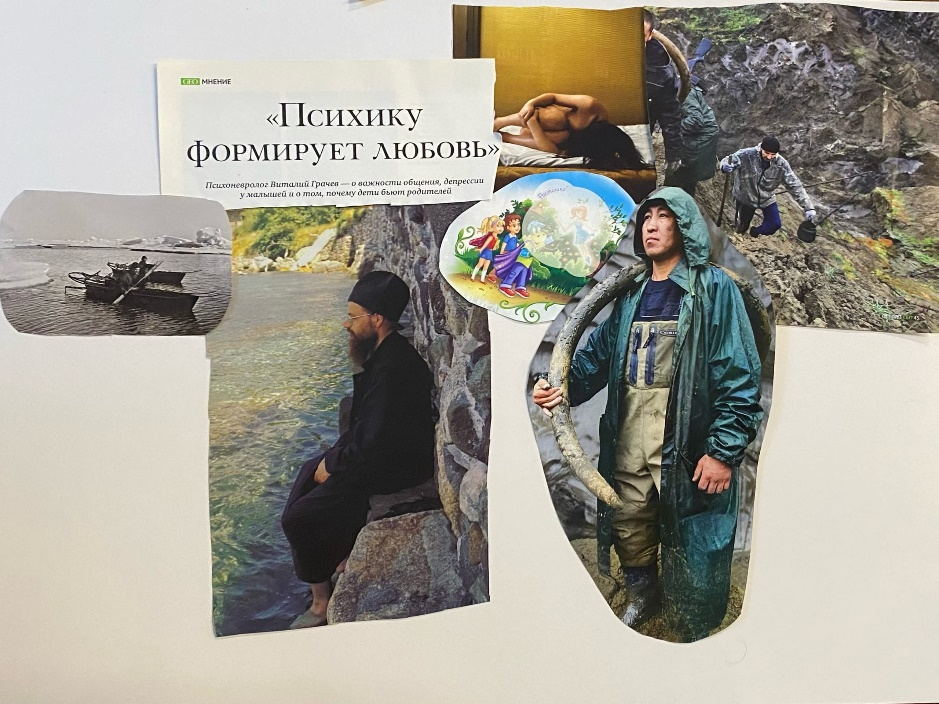 GEO МНЕНИЕ
«Психику
формирует любовь»
Психоневролог Виталий Грачев — о важности общения, депрессии
у малышей и о том, почему дети бьют родителей